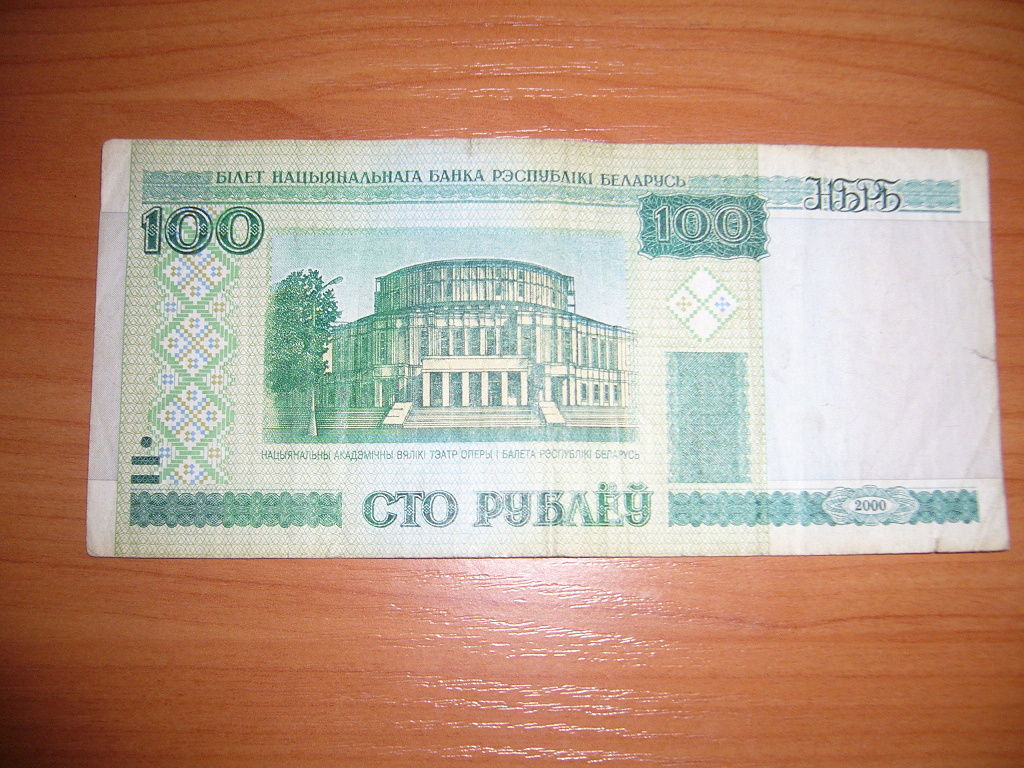 БІЛЕТ НАЦЫЯНАЛЬНАГА БАНКА РЭСПУБЛІКІ БЕЛАРУСЬ
НБРБ
100
100
НАЦЫЯНАЛЬНЫ АКАДЭМІЧНЫ ВЯЛІКІ ТЭАТР ОПЕРЫ І БАЛЕТА РЭСПУБЛІКІ БЕЛАРУСЬ
СТО РУБЛЁЎ
2000